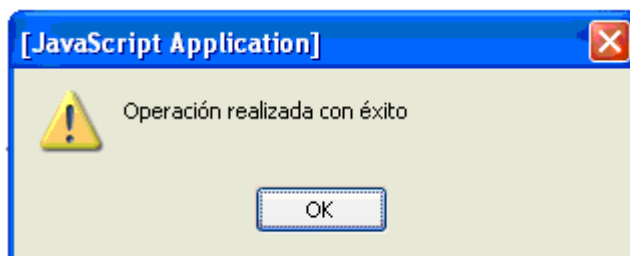 [JavaScript Application]
Operación realizada con éxito
OK